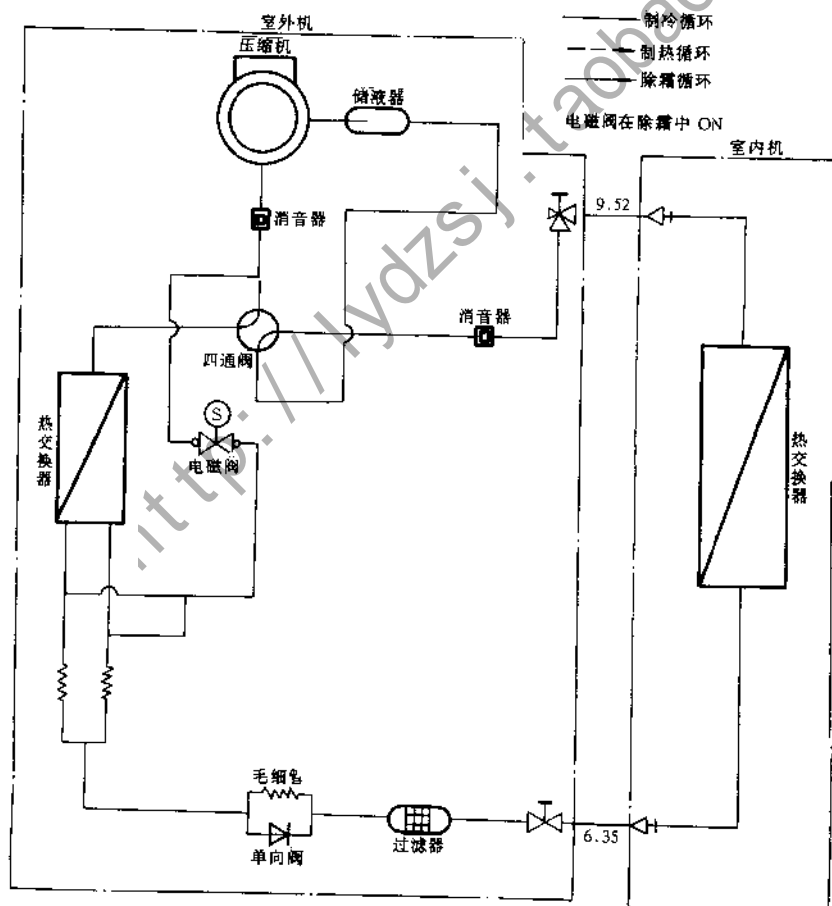 室外机
制冷循环
制热循环
除霜循环
电磁阀在除霜中 ON
压缩机
储液器
室内机
消音器
9.52
消音器
四通阀
S
电磁阀
热交换器
热交换器
毛细管
单向阀
过滤器
6.35
http://lydzsj.taobao